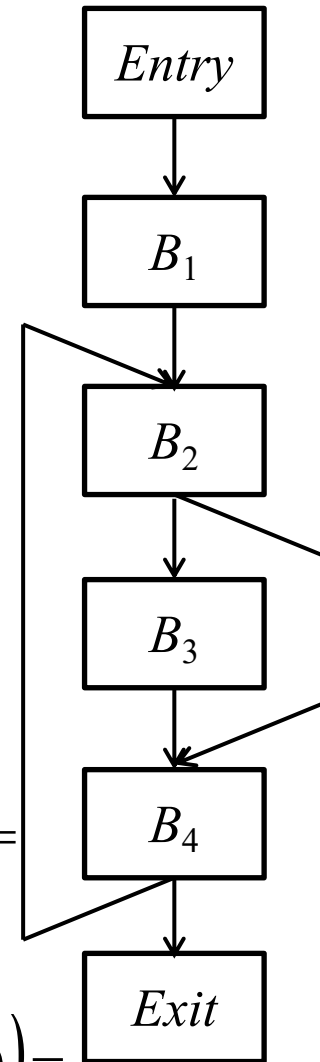 Entry
B₁
B₂
B₃
=
B₄
Exit
)) =